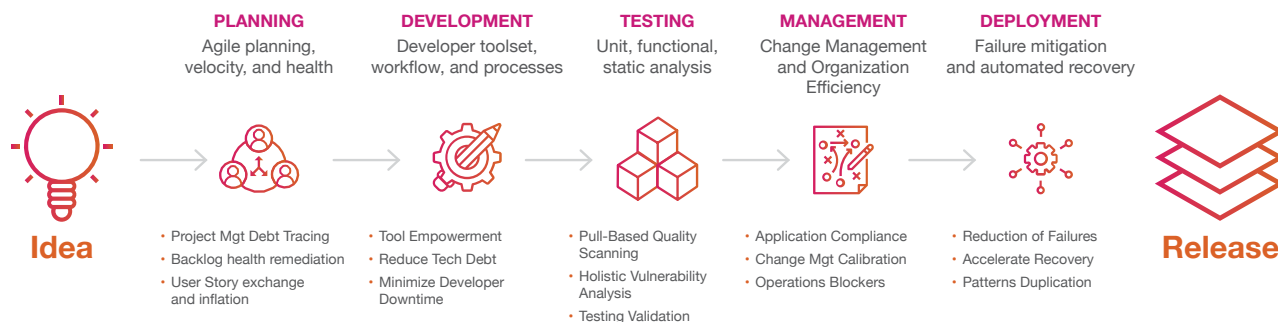 PLANNING
Agile planning,
velocity, and health
DEVELOPMENT
Developer toolset,
workflow, and processes
TESTING
Unit, functional,
static analysis
MANAGEMENT
Change Management
and Organization
Efficiency
DEPLOYMENT
Failure mitigation
and automated recovery
Idea
• Project Mgt Debt Tracing
• Backlog health remediation
• User Story exchange
and inflation
• Tool Empowerment
• Reduce Tech Debt
• Minimize Developer
Downtime
• Pull-Based Quality
Scanning
• Holistic Vulnerability
Analysis
• Testing Validation
• Application Compliance
• Change Mgt Calibration
• Operations Blockers
• Reduction of Failures
• Accelerate Recovery
• Patterns Duplication
Release